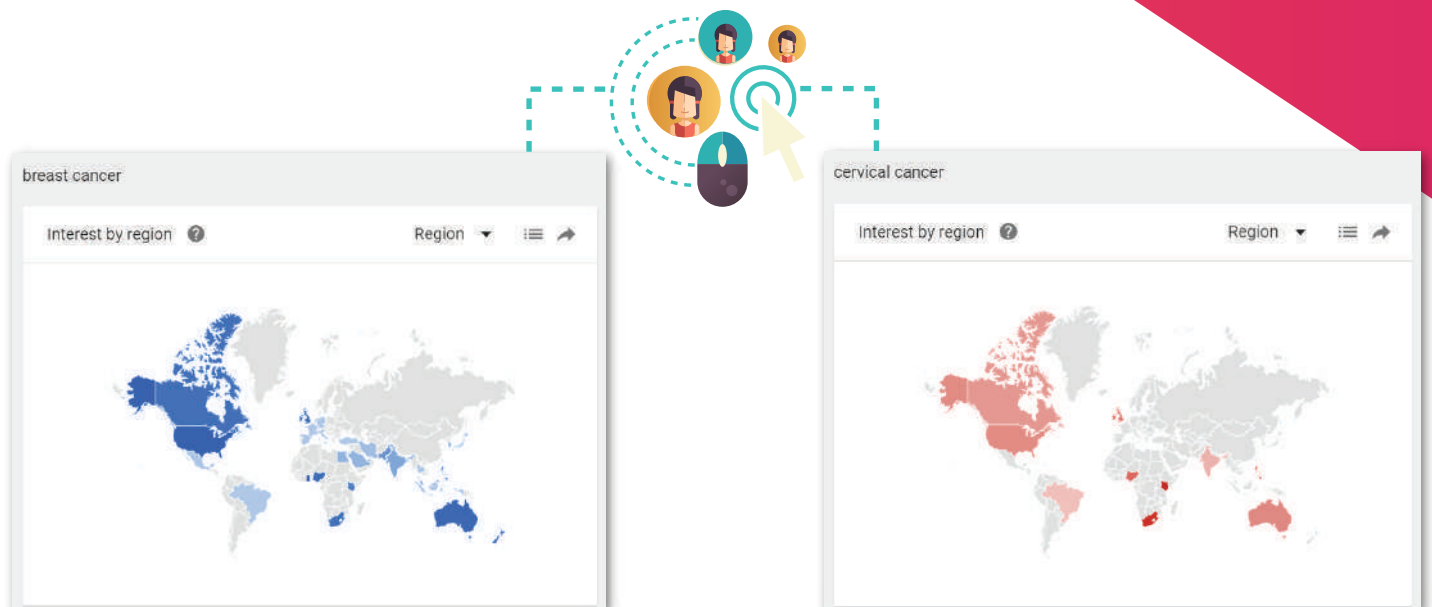 breast cancer
Interest by region
Region
cervical cancer
Interest by region
Region